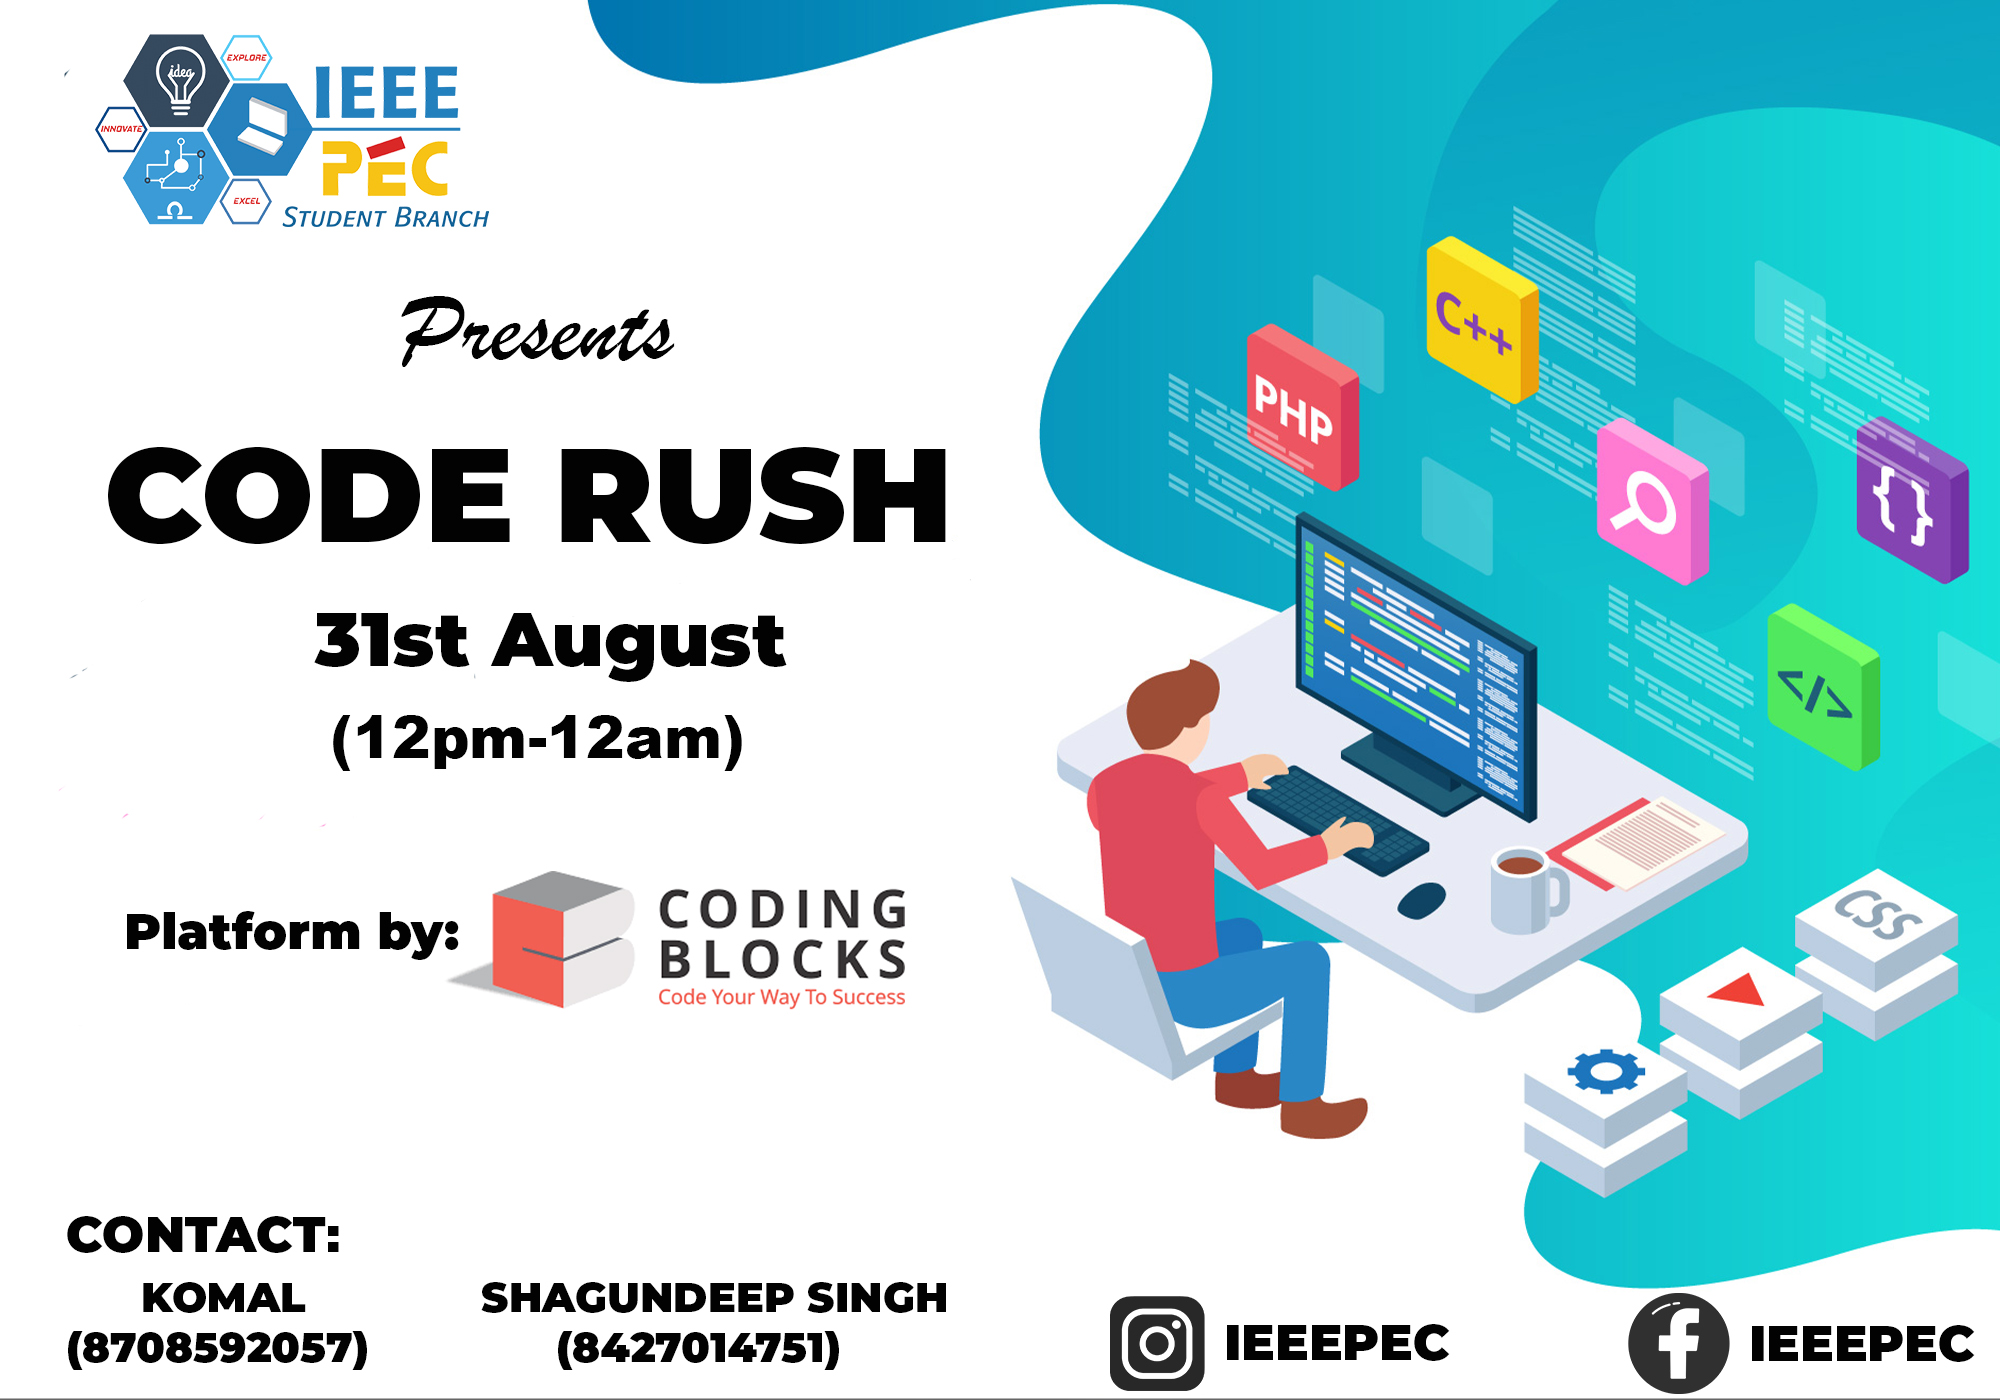 idea
EXPLORE
INNOVATE
EXCEL
IEEE
PEC
STUDENT BRANCH
Presents
CODE RUSH
31st August
(12pm-12am)
Platform by:
CODING
BLOCKS
Code Your Way To Success
PHP
C++
{}
</>
CSS
CONTACT:
KOMAL
(8708592057)
SHAGUNDEEP SINGH
(8427014751)
IEEEPEC
IEEEPEC